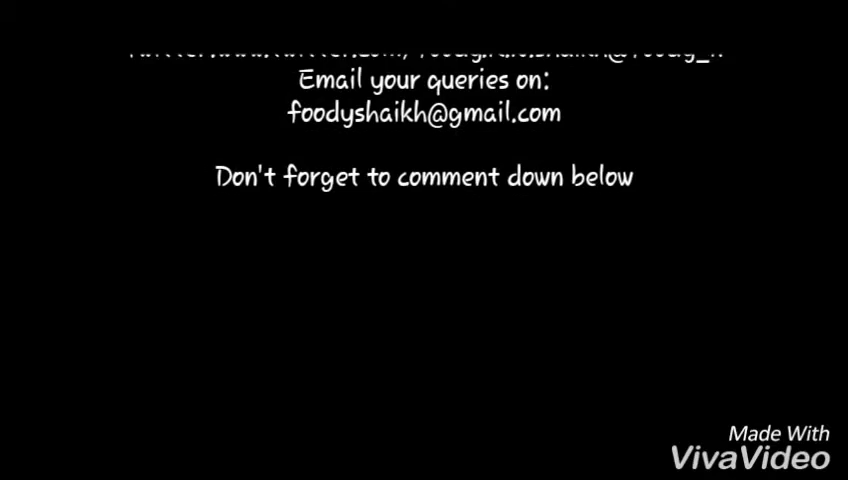 Email your queries on:
foodyshaikh@gmail.com
Don't forget to comment down below
Made With
VivaVideo